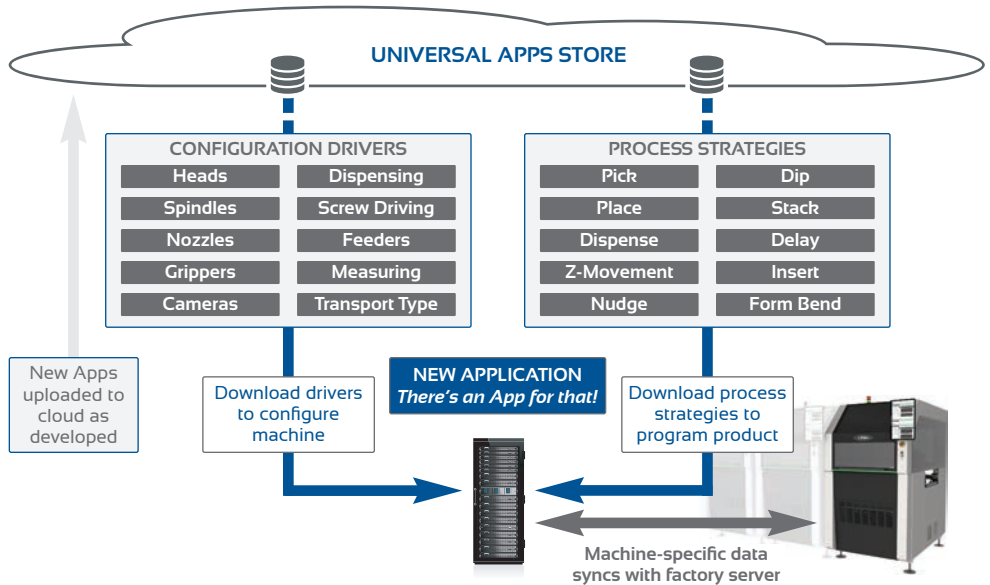 UNIVERSAL APPS STORE
CONFIGURATION DRIVERS
Heads
Dispensing
Spindles
Screw Driving
Nozzles
Feeders
Grippers
Measuring
Cameras
Transport Type
PROCESS STRATEGIES
Pick
Dip
Place
Stack
Dispense
Delay
Z-Movement
Insert
Nudge
Form Bend
New Apps
uploaded to
cloud as
developed
Download drivers
to configure
machine
NEW APPLICATION
There's an App for that!
Download process
strategies to
program product
Machine-specific data
syncs with factory server